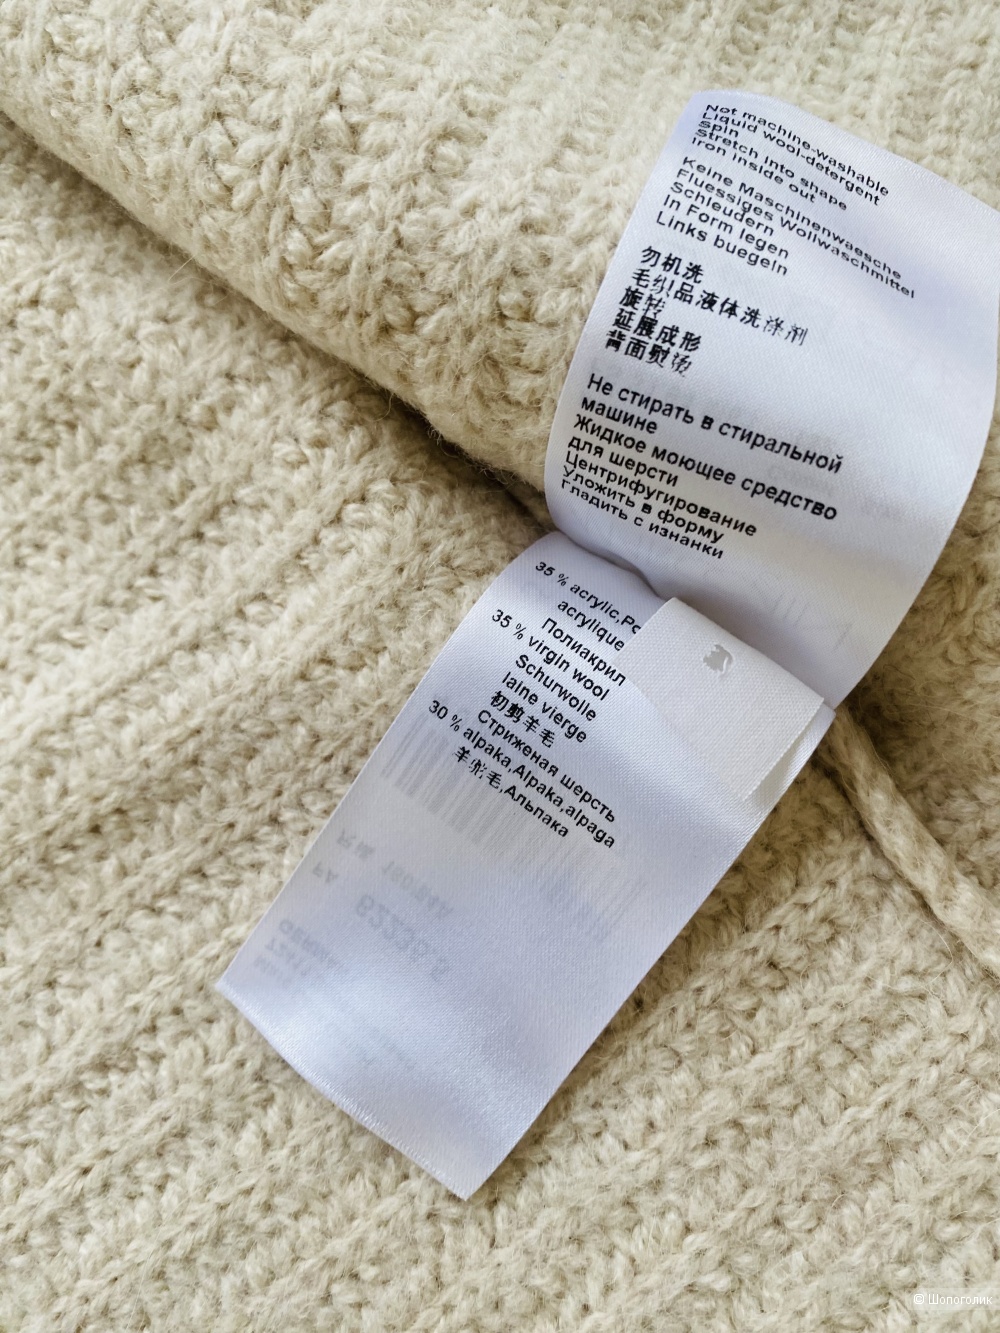 Not machine-washable
Liquid wool-detergent
Spin
Stretch into shape
Iron inside out
Keine Maschinenwaesche
Fluessiges Wollwaschmittel
Schleudern
In Form legen
Links buegeln
勿机洗
毛织品液体洗涤剂
旋转
延展成形
背面熨烫
Не стирать в стиральной
машине
Жидкое моющее средство
для шерсти
Центрифугирование
Уложить в форму
Гладить с изнанки
35 % acrylic,Po
acrylique
Полиакрил
35 % virgin wool
Schurwolle
laine vierge
初剪羊毛
Стриженая шерсть
30 % alpaka,Alpaka,alpaga
羊驼毛,Альпака
© Шопоголик